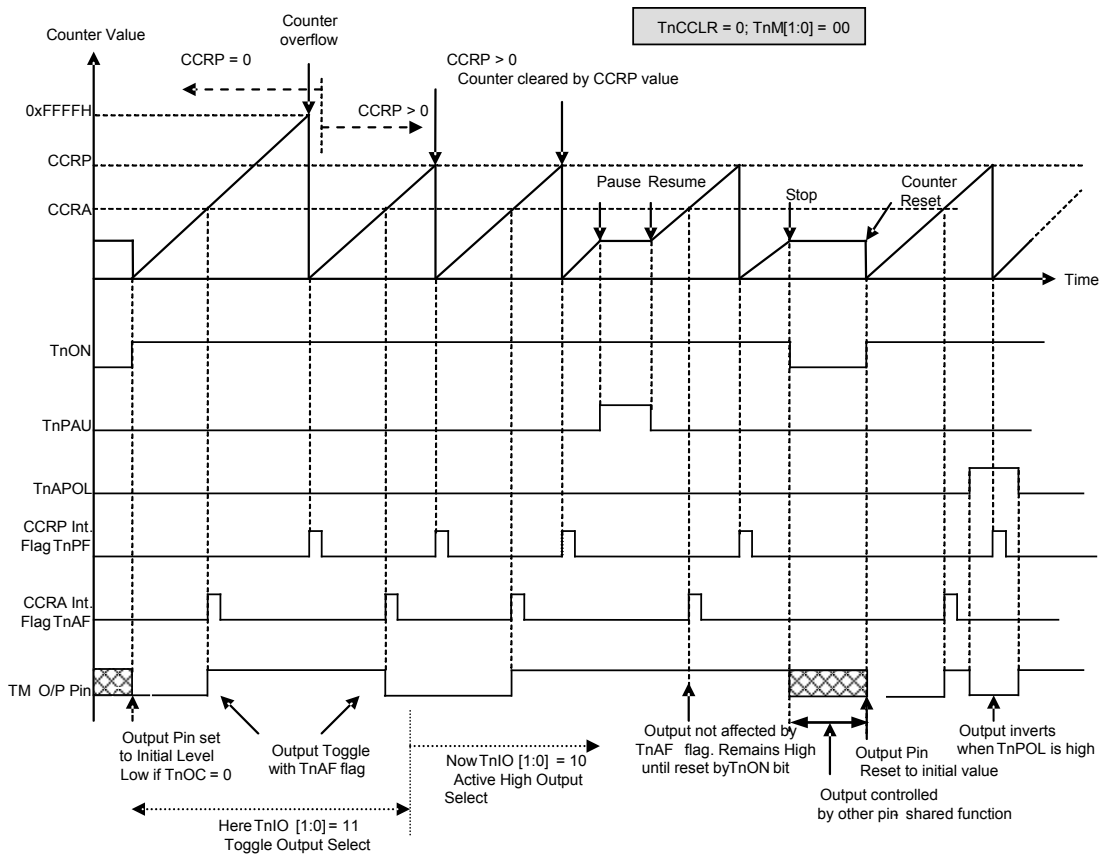 Counter Value
Counter
overflow
TnCCLR = 0; TnM[1:0] = 00
CCRP = 0
CCRP > 0
Counter cleared by CCRP value
0xFFFFH
CCRP > 0
CCRP
Pause Resume
Stop
Counter
Reset
CCRA
Time
TnON
TnPAU
TnAPOL
CCRP Int.
Flag TnPF
CCRA Int.
Flag TnAF
TM O/P Pin
Output Pin set
to Initial Level
Low if TnOC = 0
Output Toggle
with TnAF flag
Now TnIO [1:0] = 10
Active High Output
Select
Output not affected by
TnAF flag. Remains High
until reset by TnON bit
Output Pin
Reset to initial value
Output inverts
when TnPOL is high
Output controlled
by other pin- shared function
Here TnIO [1:0] = 11
Toggle Output Select